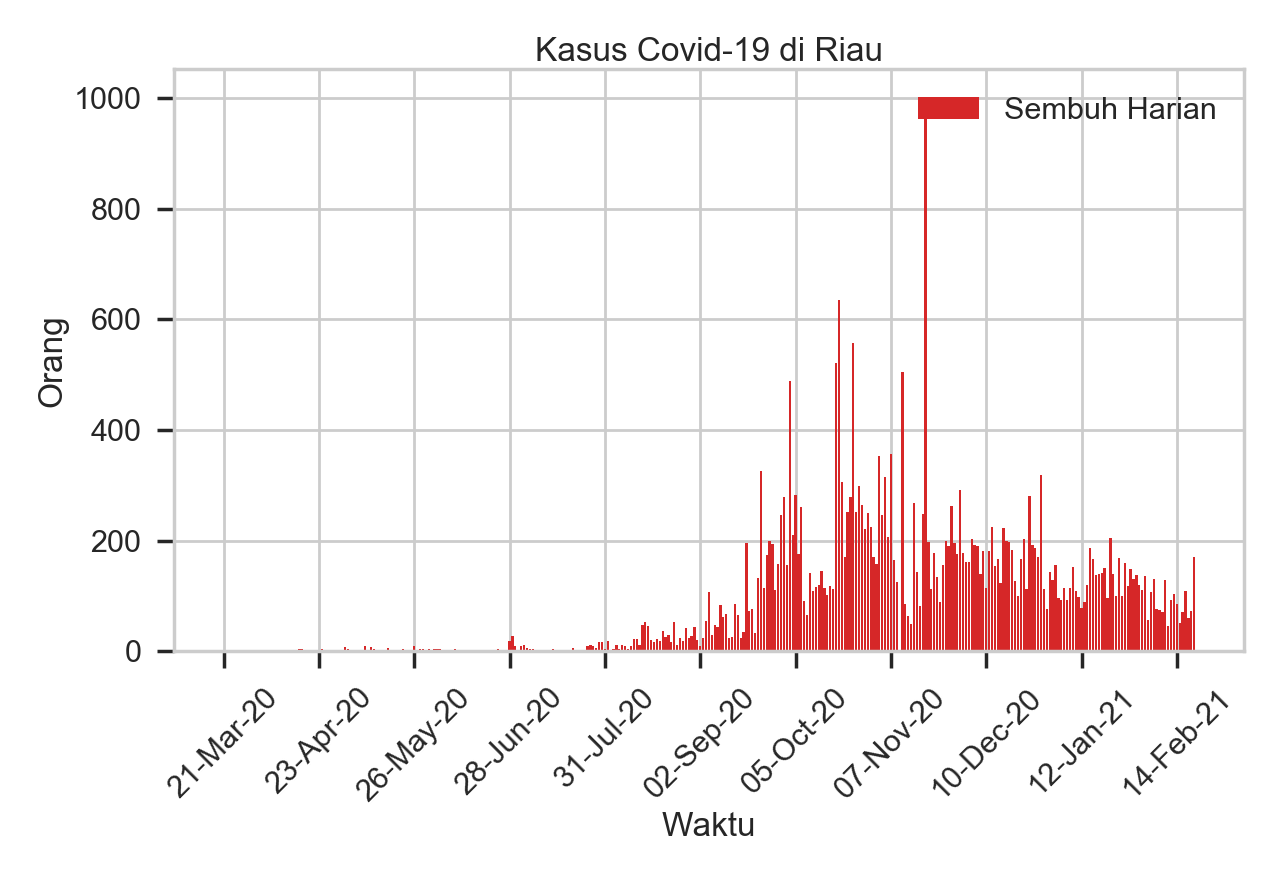 Kasus Covid-19 di Riau
Sembuh Harian
1000
800
600
400
200
0
Orang
21-Mar-20
23-Apr-20
26-May-20
28-Jun-20
31-Jul-20
02-Sep-20
05-Oct-20
07-Nov-20
10-Dec-20
12-Jan-21
14-Feb-21
Waktu